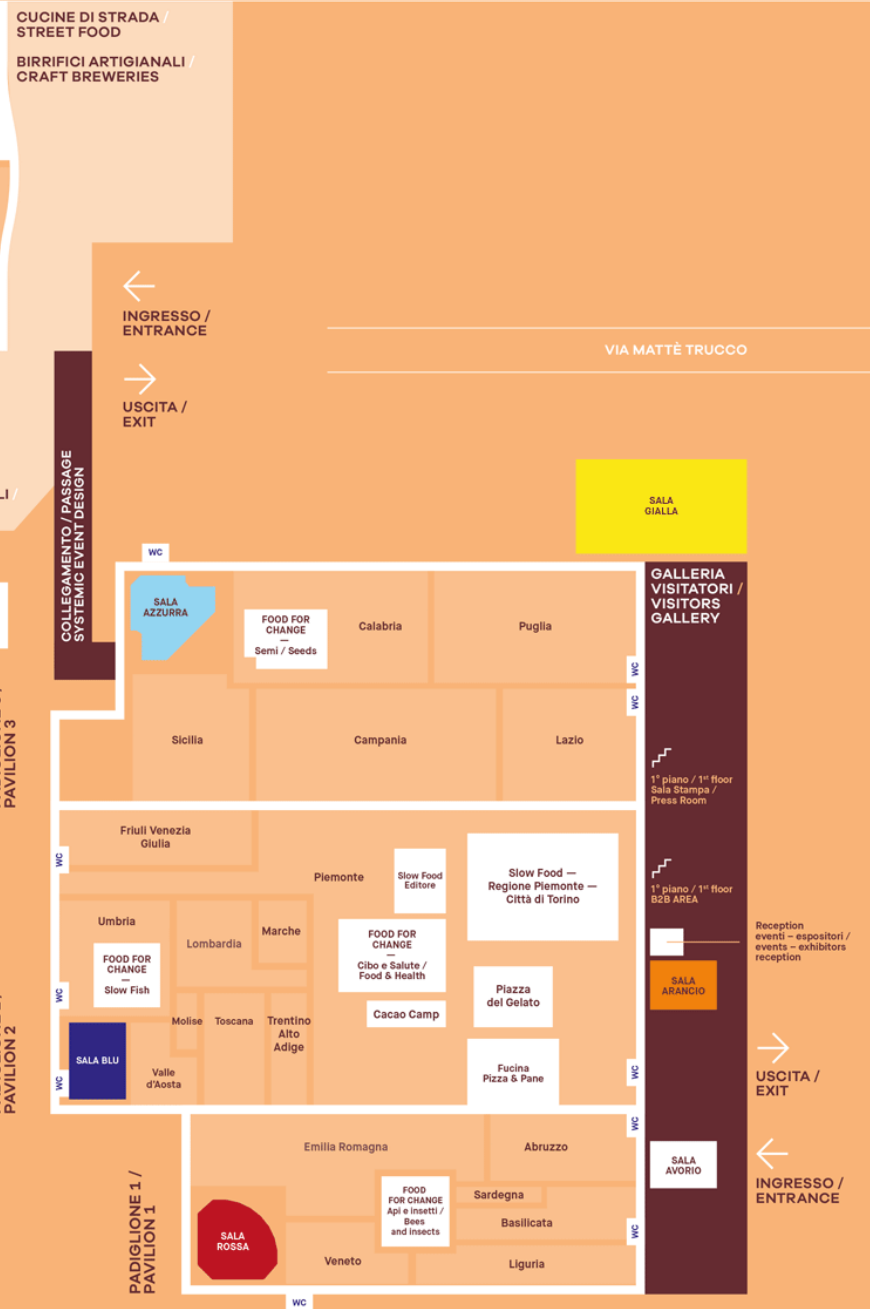 CUCINE DI STRADA /
STREET FOOD
BIRRIFICI ARTIGIANALI /
CRAFT BREWERIES
INGRESSO /
ENTRANCE
VIA MATTÈ TRUCCO
USCITA /
EXIT
COLLEGAMENTO / PASSAGE
SYSTEMIC EVENT DESIGN
SALA
GIALLA
WC
GALLERIA
VISITATORI /
VISITORS
GALLERY
SALA
AZZURRA
FOOD FOR
CHANGE
—
Semi / Seeds
Calabria
Puglia
WC
WC
Sicilia
Campania
Lazio
1° piano / 1st floor
Sala Stampa /
Press Room
PAVILION 3
Friuli Venezia
Giulia
WC
Piemonte
Slow Food
Editore
Slow Food —
Regione Piemonte —
Città di Torino
1° piano / 1st floor
B2B AREA
Umbria
Lombardia
Marche
FOOD FOR
CHANGE
—
Cibo e Salute /
Food & Health
Reception
eventi – espositori /
events – exhibitors
reception
FOOD FOR
CHANGE
—
Slow Fish
WC
Piazza
del Gelato
SALA
ARANCIO
Cacao Camp
Molise
Toscana
Trentino
Alto
Adige
PAVILION 2
SALA BLU
WC
Valle
d'Aosta
Fucina
Pizza & Pane
WC
USCITA /
EXIT
WC
Emilia Romagna
Abruzzo
SALA
AVORIO
INGRESSO /
ENTRANCE
PADIGLIONE 1 /
PAVILION 1
FOOD
FOR CHANGE
Api e insetti /
Bees
and insects
Sardegna
Basilicata
WC
SALA
ROSSA
Veneto
Liguria
WC